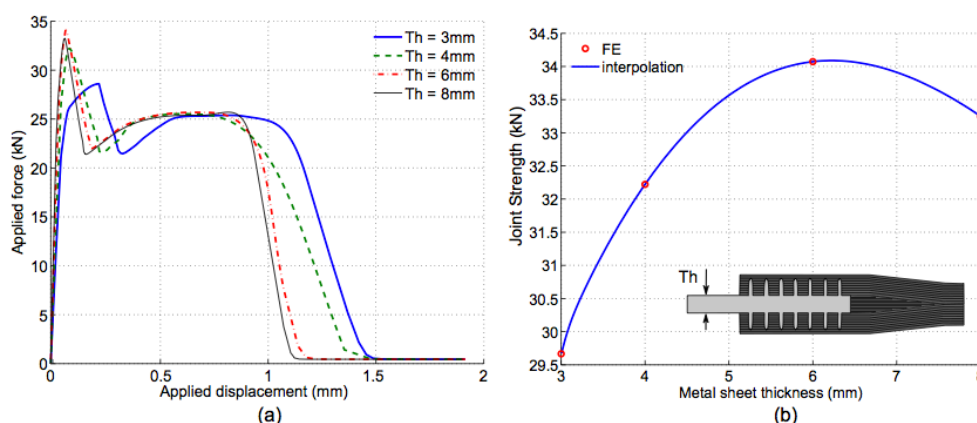 35
30
25
20
15
10
5
0
Applied force (kN)
Th = 3mm
Th = 4mm
Th = 6mm
Th = 8mm
0
0.5
1
1.5
2
Applied displacement (mm)
(a)
34.5
34
33.5
33
32.5
32
31.5
31
30.5
30
29.5
Joint Strength (kN)
FE
interpolation
Th
3
4
5
6
7
Metal sheet thickness (mm)
(b)